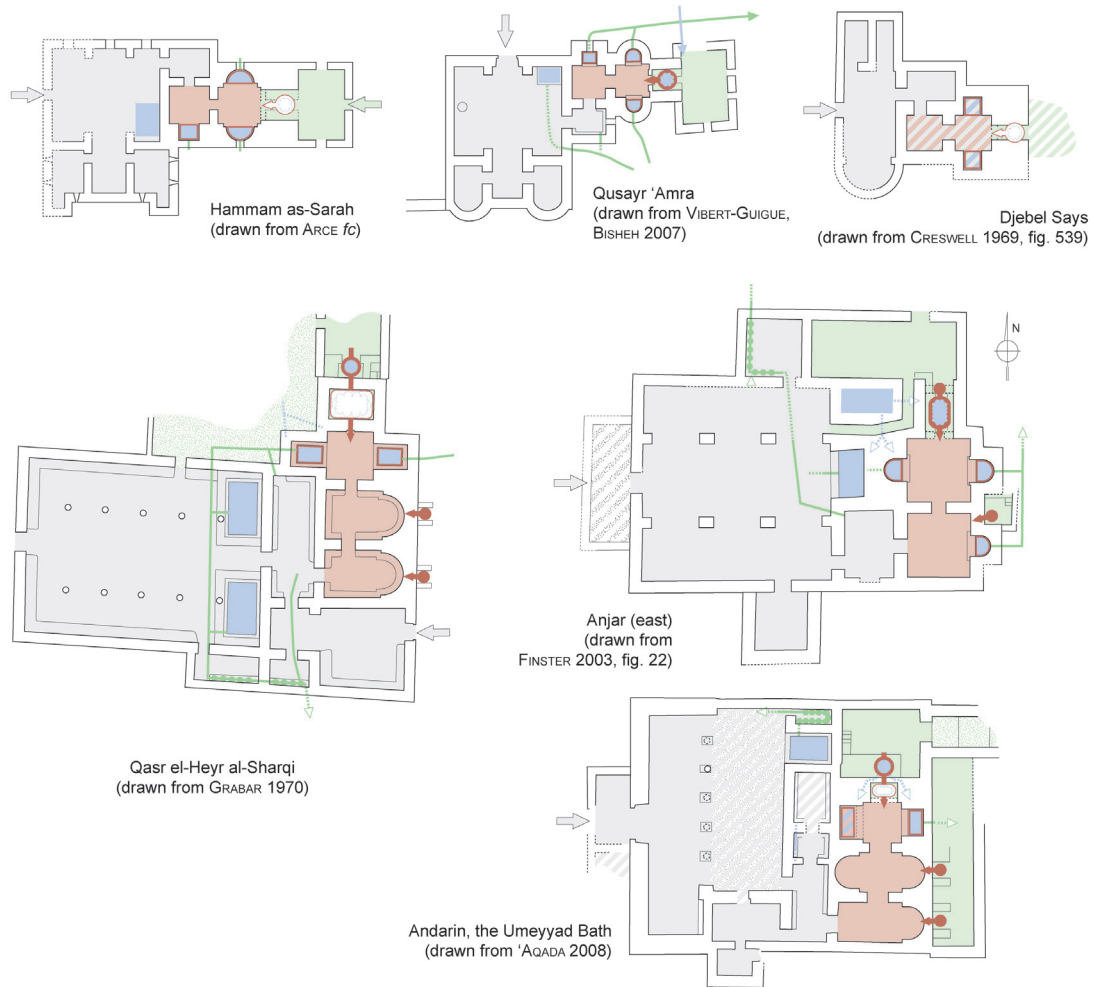 Hammam as-Sarah
(drawn from ARCE fc)
Qusayr ‘Amra
(drawn from VIBERT-GUIGUE,
BISHEH 2007)
Djebel Says
(drawn from CRESWELL 1969, fig. 539)
N
Anjar (east)
(drawn from
FINSTER 2003, fig. 22)
Qasr el-Heyr al-Sharqi
(drawn from GRABAR 1970)
Andarin, the Umeyyad Bath
(drawn from ‘AQADA 2008)